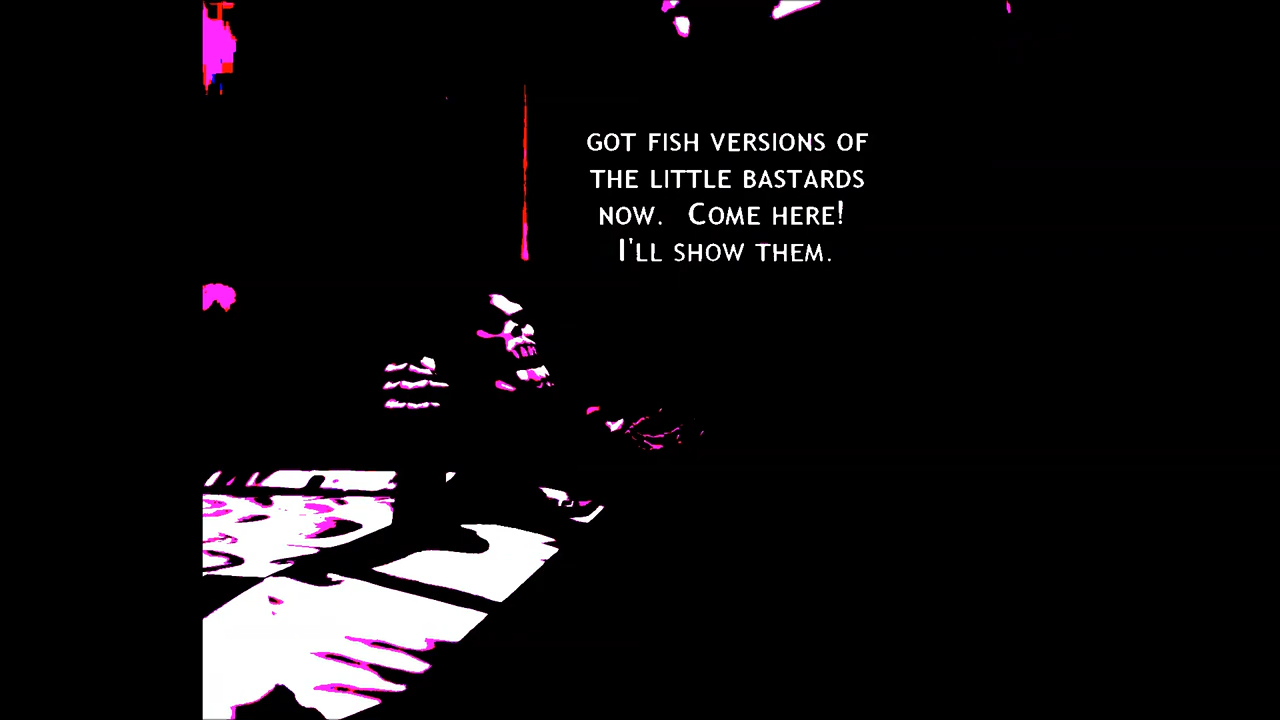 GOT FISH VERSIONS OF
THE LITTLE BASTARDS
NOW.  COME HERE!
I'LL SHOW THEM.